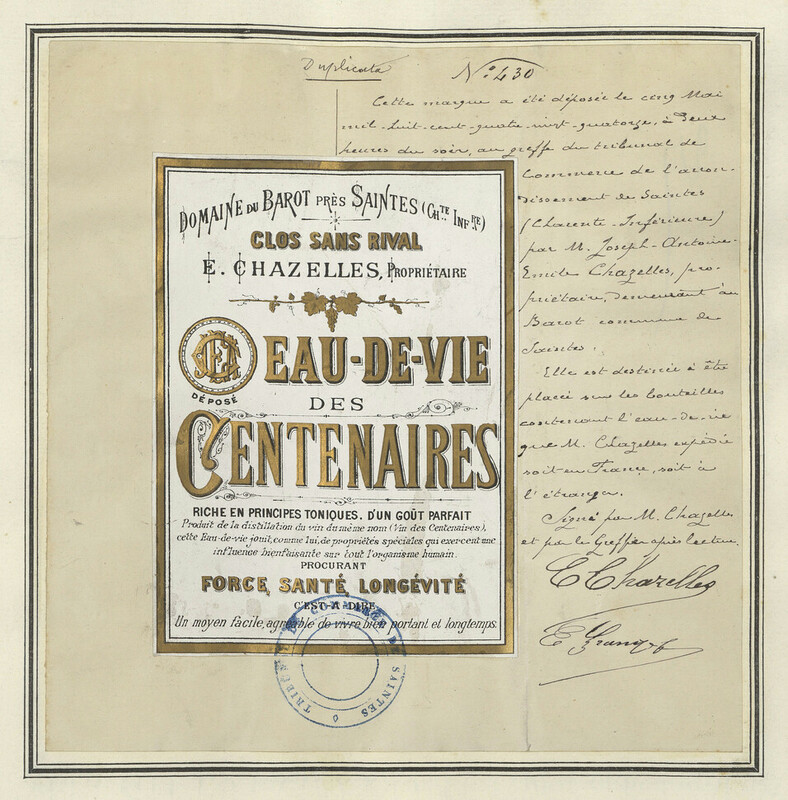 Duplicata
N° 430
Cette marque a été déposée le cinq Mai
mil-huit-cent-quatre-vingt-quatorze, à deux
heures du soir, au greffe du tribunal de
Commerce de l'arron-
dissement de Saintes
(Charente-Inférieure)
par M. Joseph-Antoine-
Emile Chazelles, pro-
priétaire, demeurant au
Barot commune de
Saintes.
Elle est destinée à être
placée sur les bouteilles
contenant l'eau-de-vie
que M. Chazelles expédie
soit en France, soit à
l'étranger.
Signé par M. Chazelles
et par le Greffier après lecture.
E Chazelles
DOMAINE DU BAROT PRÈS SAINTES (CHTE INFRE)
CLOS SANS RIVAL
E. CHAZELLES, PROPRIÉTAIRE
EAU-DE-VIE
DÉPOSÉ
DES
CENTENAIRES
RICHE EN PRINCIPES TONIQUES. D'UN GOÛT PARFAIT
Produit de la distillation du vin du même nom (Vin des Centenaires),
cette Eau-de-vie jouit, comme lui, de propriétés spéciales qui exercent une
influence bienfaisante sur tout l'organisme humain.
PROCURANT
FORCE, SANTÉ, LONGÉVITÉ
C'EST-A-DIRE
Un moyen facile, agréable de vivre bien portant et longtemps.
TRIBUNAL DE COMMERCE DE SAINTES